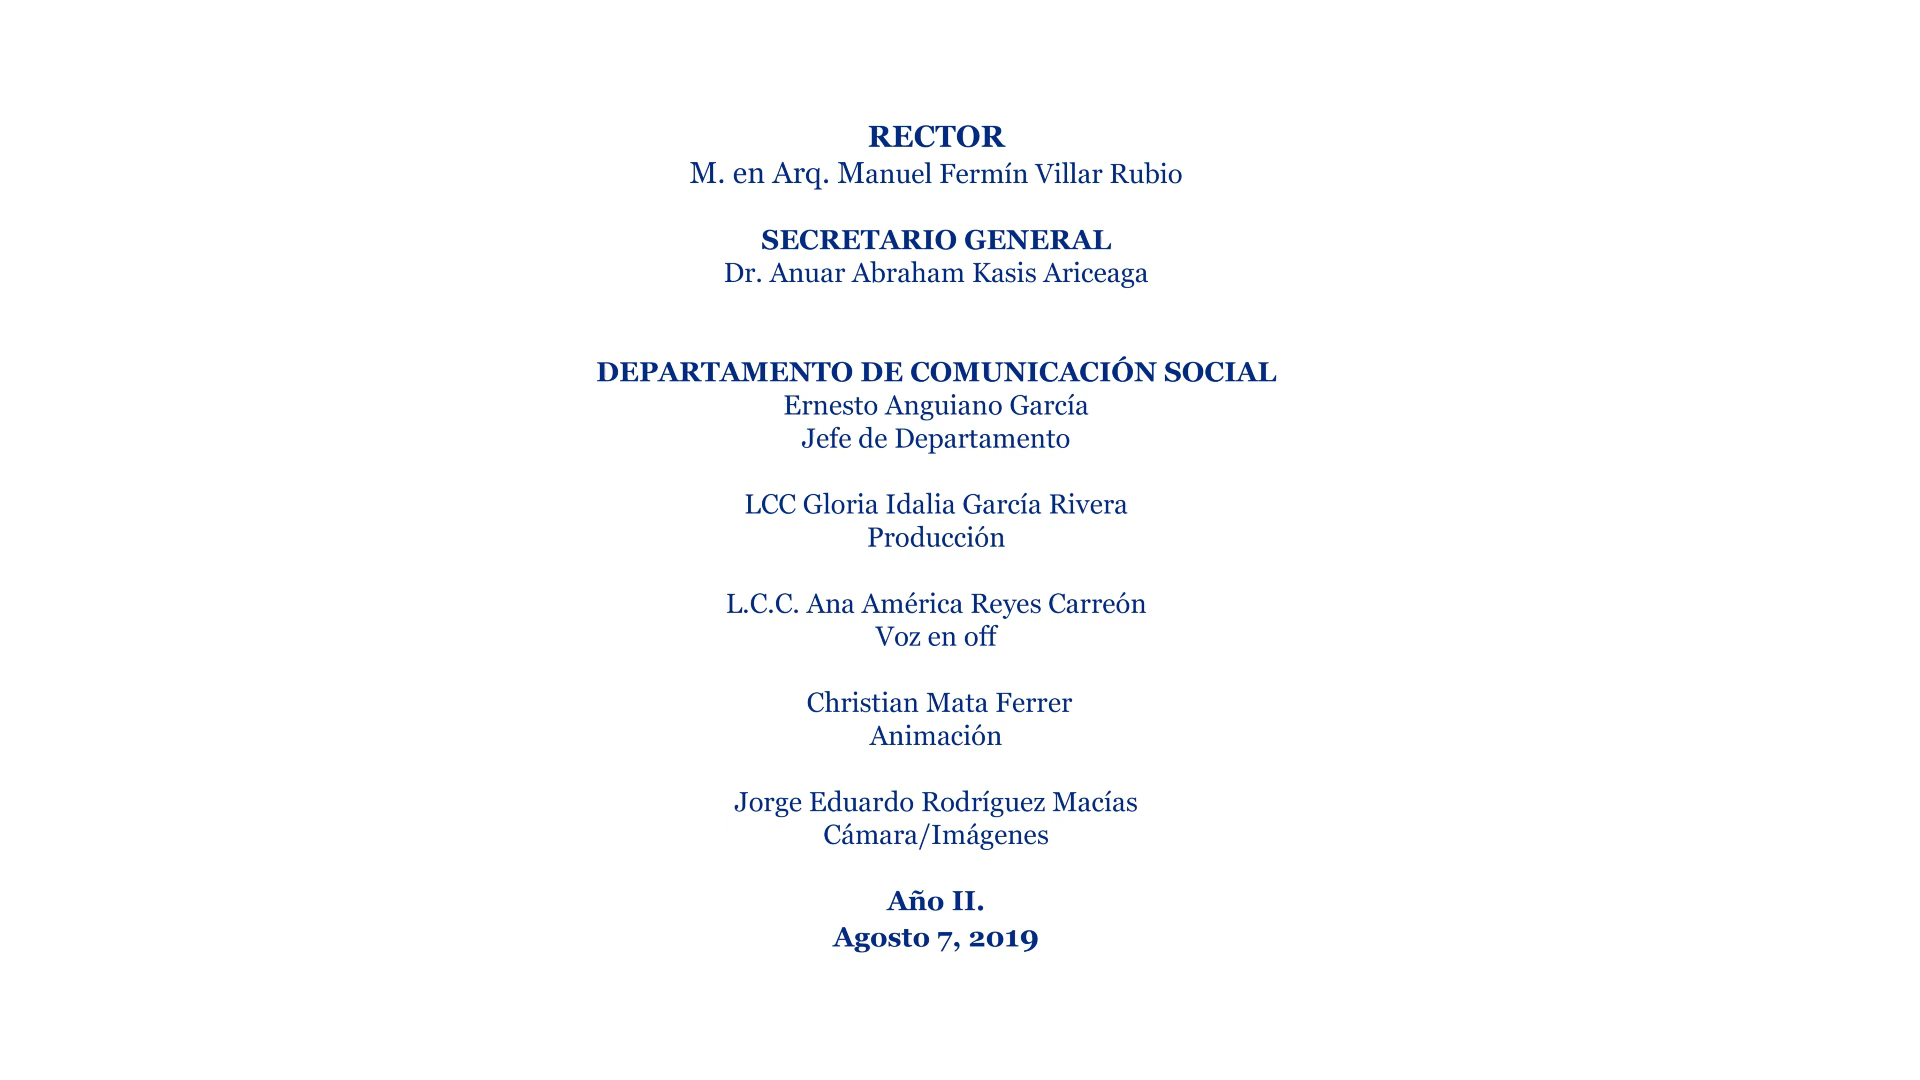 RECTOR
M. en Arq. Manuel Fermín Villar Rubio
SECRETARIO GENERAL
Dr. Anuar Abraham Kasis Ariceaga
DEPARTAMENTO DE COMUNICACIÓN SOCIAL
Ernesto Anguiano García
Jefe de Departamento
LCC Gloria Idalia García Rivera
Producción
L.C.C. Ana América Reyes Carreón
Voz en off
Christian Mata Ferrer
Animación
Jorge Eduardo Rodríguez Macías
Cámara/Imágenes
Año II.
Agosto 7, 2019